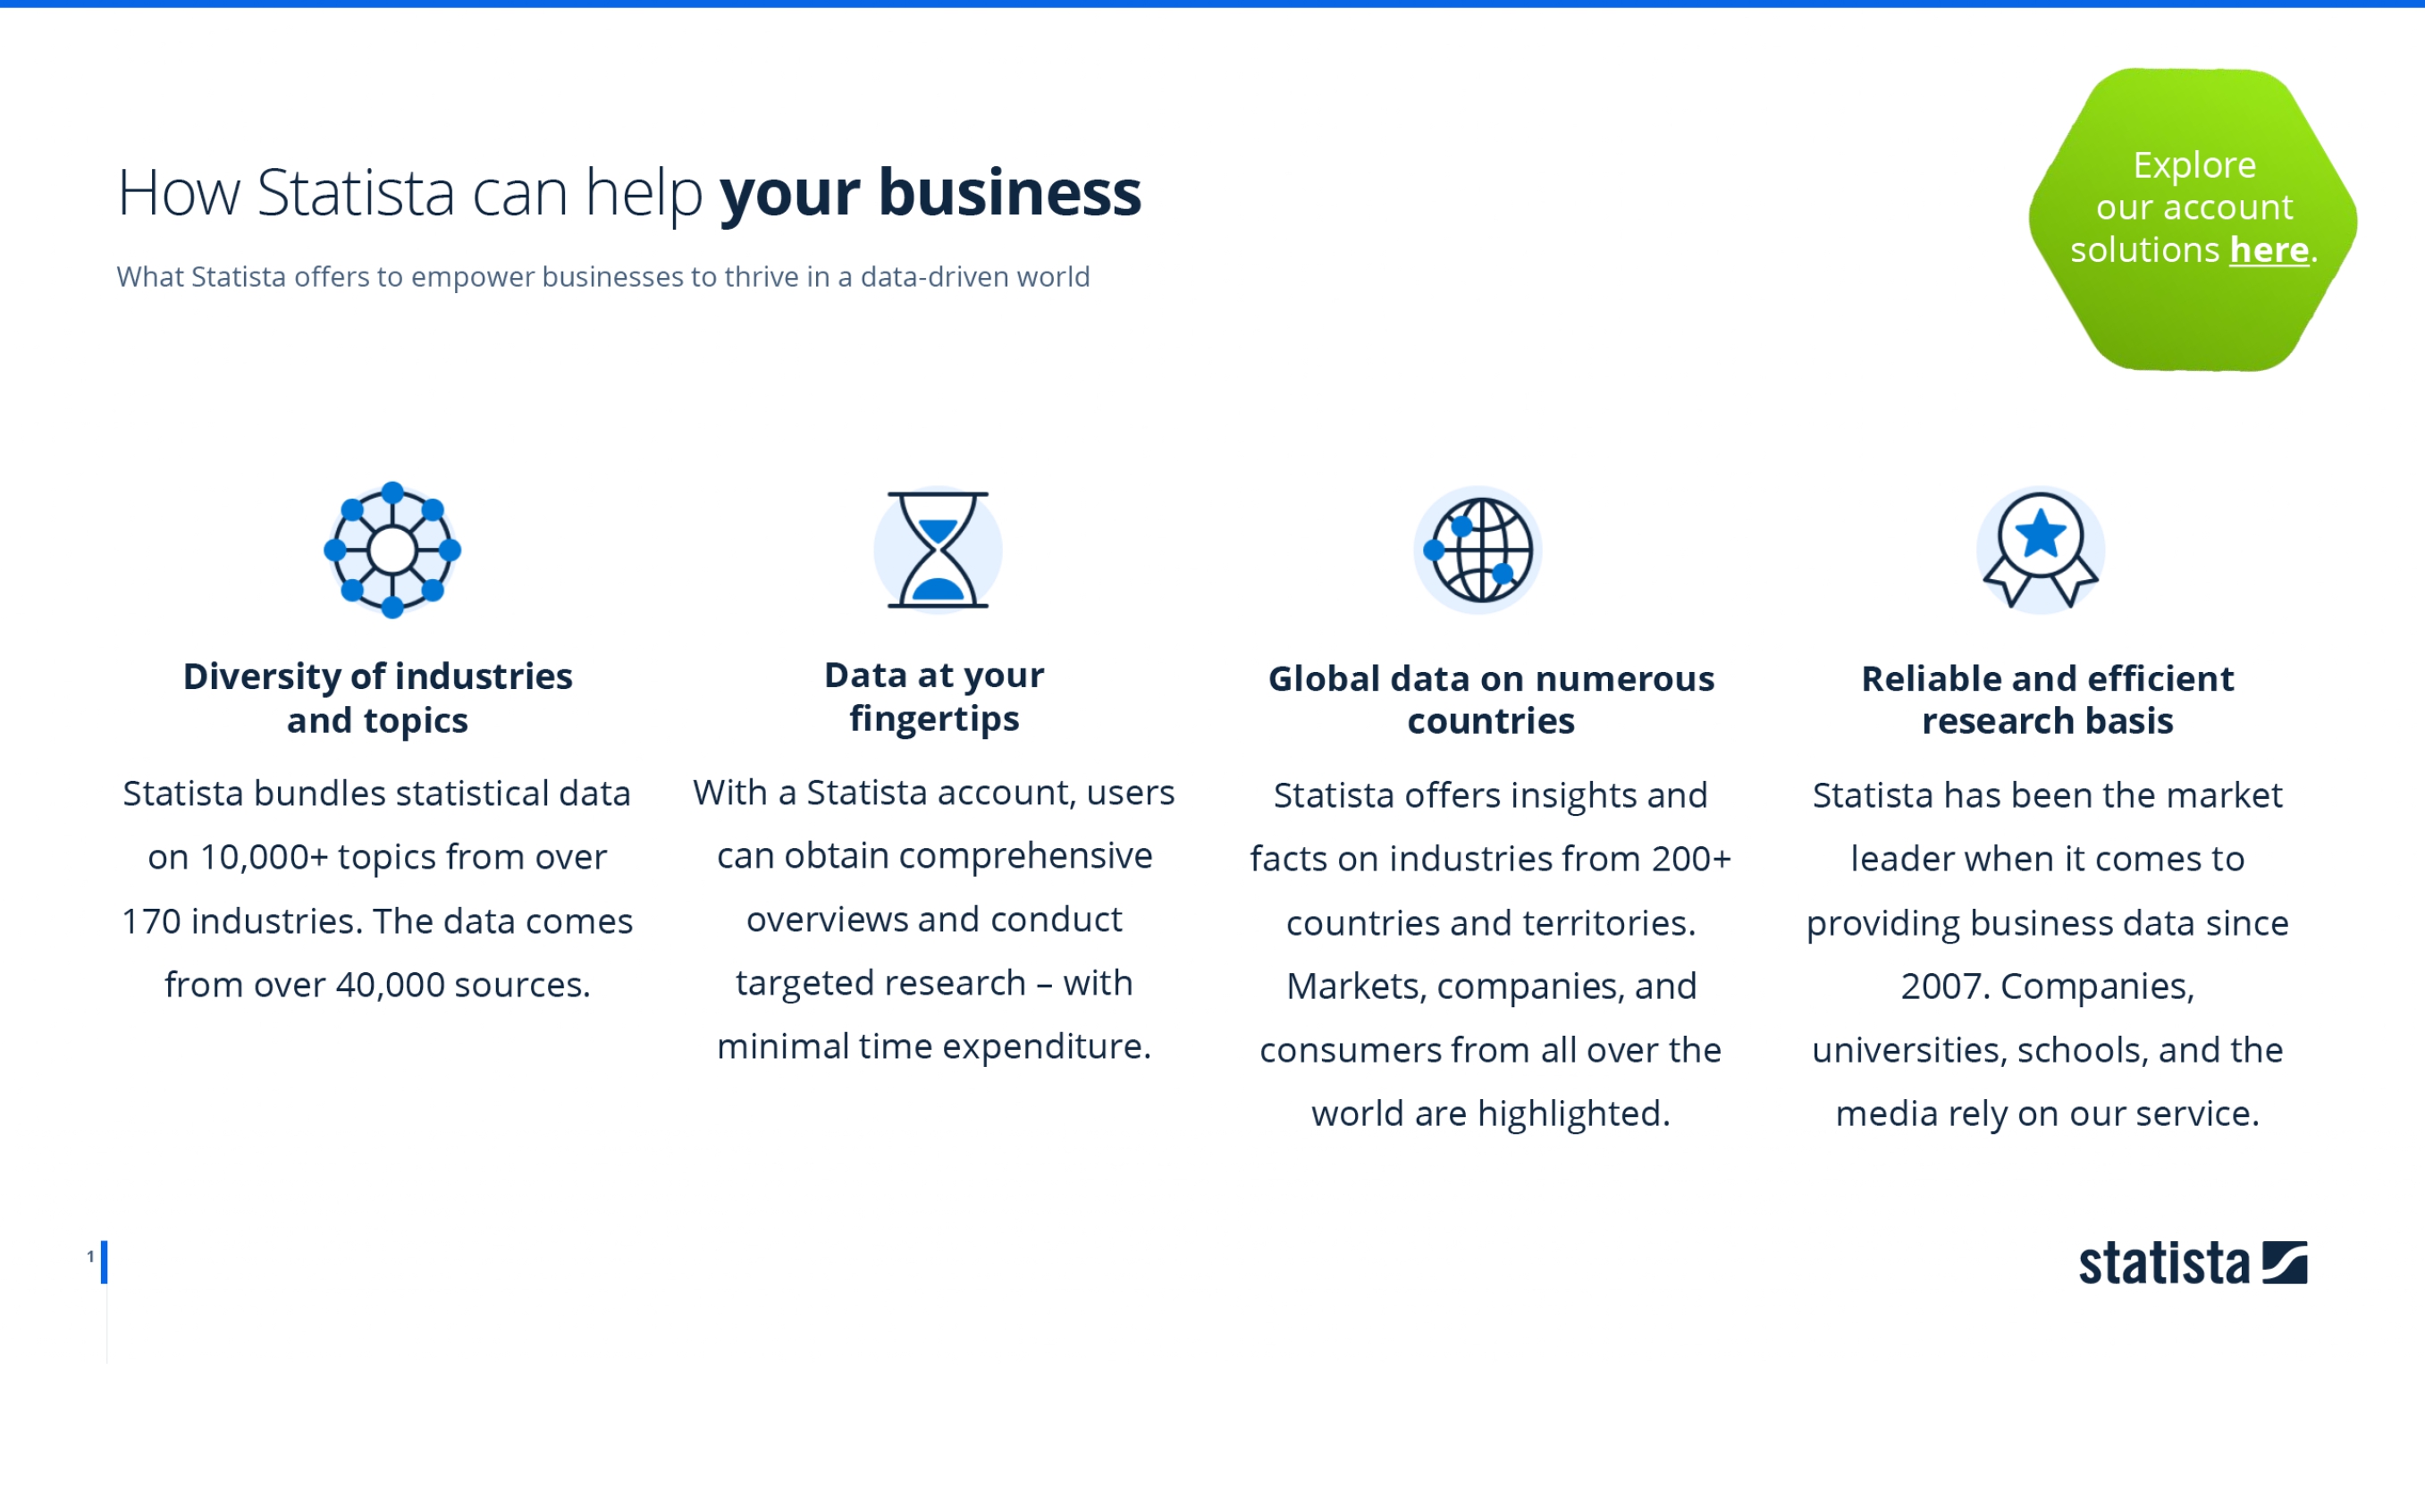 How Statista can help your business
What Statista offers to empower businesses to thrive in a data-driven world
Explore
our account
solutions here.
Diversity of industries
and topics
Statista bundles statistical data
on 10,000+ topics from over
170 industries. The data comes
from over 40,000 sources.
Data at your
fingertips
With a Statista account, users
can obtain comprehensive
overviews and conduct
targeted research – with
minimal time expenditure.
Global data on numerous
countries
Statista offers insights and
facts on industries from 200+
countries and territories.
Markets, companies, and
consumers from all over the
world are highlighted.
Reliable and efficient
research basis
Statista has been the market
leader when it comes to
providing business data since
2007. Companies,
universities, schools, and the
media rely on our service.
1
statista